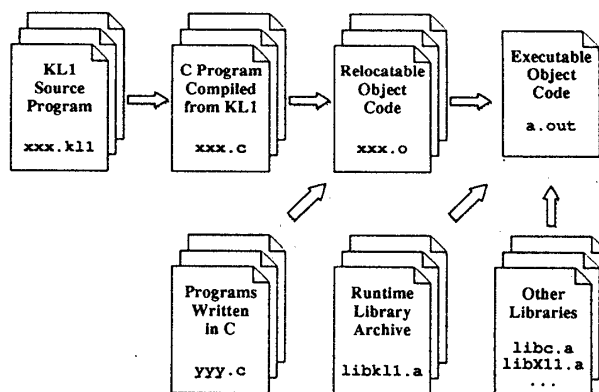 KL1
Source
Program
xxx.kl1
C Program
Compiled
from KL1
xxx.c
Relocatable
Object
Code
xxx.o
Executable
Object
Code
a.out
Programs
Written
in C
yyy.c
Runtime
Library
Archive
libkl1.a
Other
Libraries
libc.a
libX11.a
...